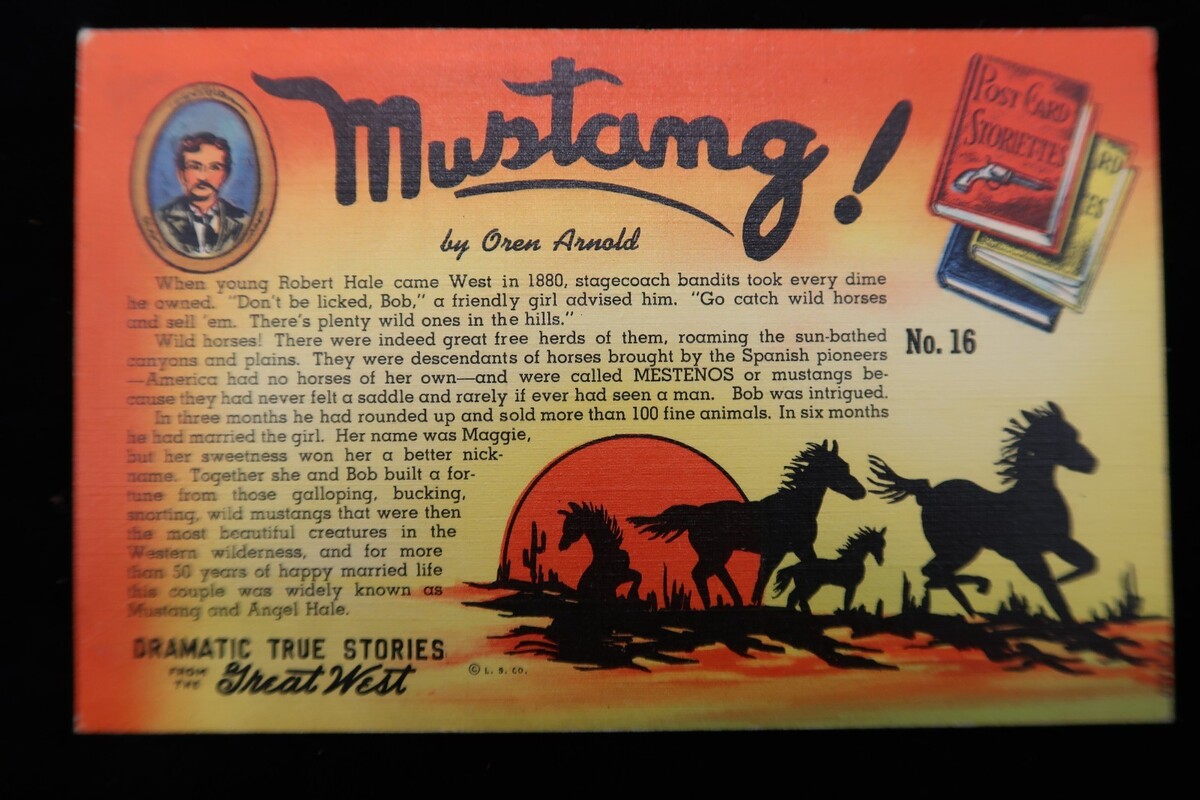 Mustang!
by Oren Arnold
POST CARD
STORIETTES
No. 16
When young Robert Hale came West in 1880, stagecoach bandits took every dime
he owned. "Don't be licked, Bob," a friendly girl advised him. "Go catch wild horses
and sell 'em. There's plenty wild ones in the hills."
Wild horses! There were indeed great free herds of them, roaming the sun-bathed
canyons and plains. They were descendants of horses brought by the Spanish pioneers
—America had no horses of her own—and were called MESTENOS or mustangs be-
cause they had never felt a saddle and rarely if ever had seen a man. Bob was intrigued.
In three months he had rounded up and sold more than 100 fine animals. In six months
he had married the girl. Her name was Maggie,
but her sweetness won her a better nick-
name. Together she and Bob built a for-
tune from those galloping, bucking,
snorting, wild mustangs that were then
the most beautiful creatures in the
Western wilderness, and for more
than 50 years of happy married life
this couple was widely known as
Mustang and Angel Hale.
DRAMATIC TRUE STORIES
FROM THE Great West
© L. S. CO.